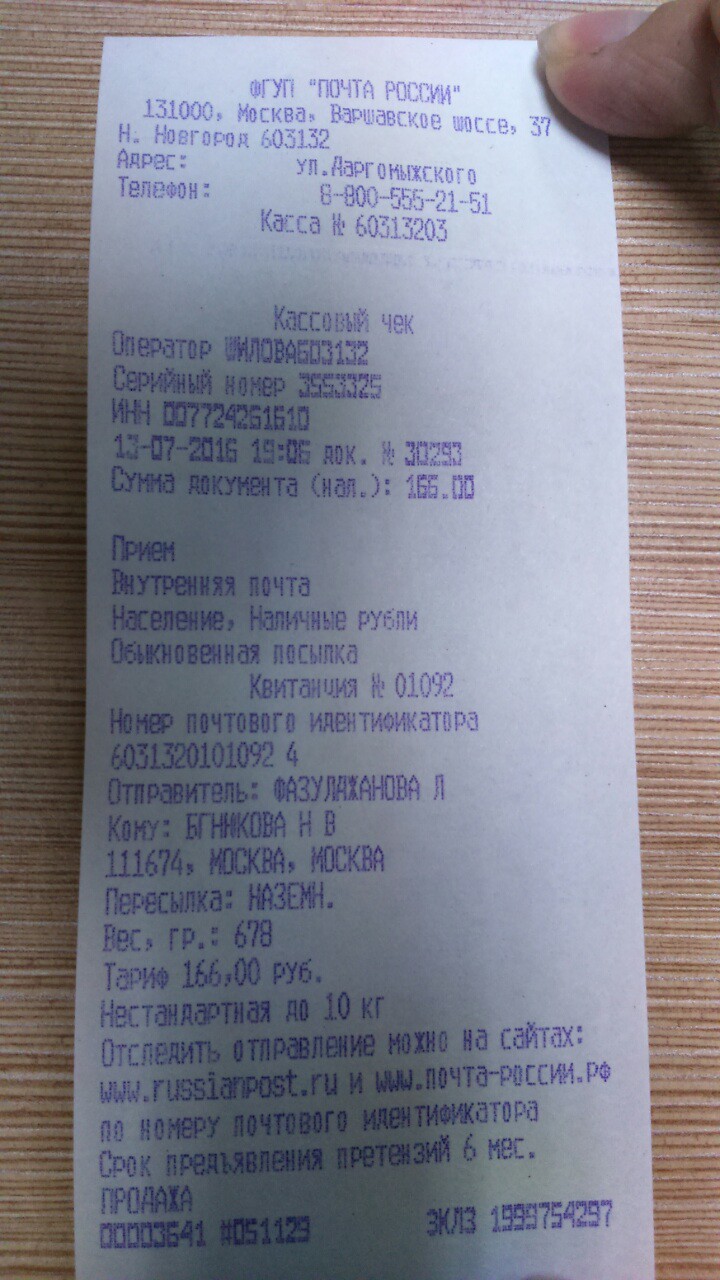 ФГУП "ПОЧТА РОССИИ"
131000, Москва, Варшавское шоссе, 37
Н. Новгород 603132
Адрес: ул.Даргомыжского
Телефон: 8-800-555-21-51
Касса № 60313203
Кассовый чек
Оператор ШИЛОВА603132
Серийный номер 3553325
ИНН 007724261610
13-07-2016 19:06 док. № 30293
Сумма документа (нал.): 166.00
Прием
Внутренняя почта
Население, Наличные рубли
Обыкновенная посылка
Квитанчия № 01092
Номер почтового идентификатора
6031320101092 4
Отправитель: ФАЗУЛДЖАНОВА Л
Кому: Н В
111674, МОСКВА, МОСКВА
Пересылка: НАЗЕМН.
Вес, гр.: 678
Тариф 166,00 руб.
Нестандартная до 10 кг
Отследить отправление можно на сайтах:
www.russianpost.ru и www.почта-россии.рф
по номеру почтового идентификатора
Срок предъявления претензий 6 мес.
ПРОДАЖА
00003641 #051129 ЭКЛЗ 1999754297